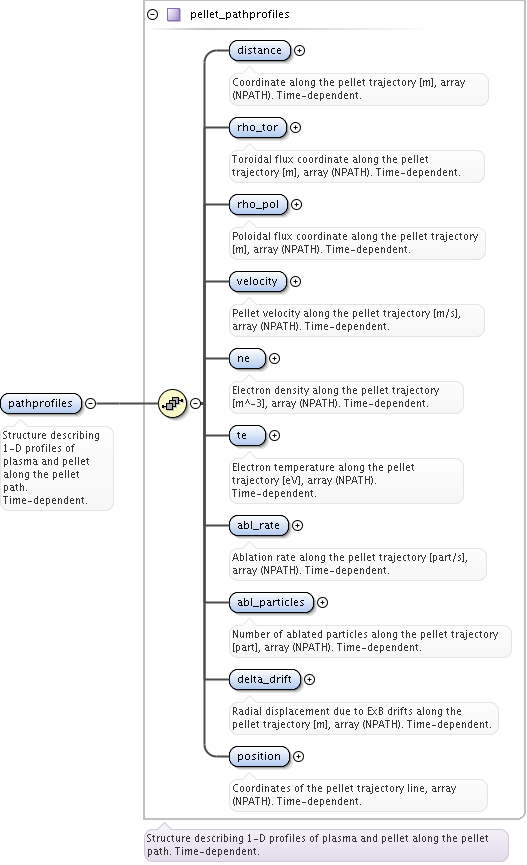 pellet_pathprofiles
distance
Coordinate along the pellet trajectory [m], array
(NPATH). Time-dependent.
rho_tor
Toroidal flux coordinate along the pellet
trajectory [m], array (NPATH). Time-dependent.
rho_pol
Poloidal flux coordinate along the pellet trajectory
[m], array (NPATH). Time-dependent.
velocity
Pellet velocity along the pellet trajectory [m/s],
array (NPATH). Time-dependent.
ne
Electron density along the pellet trajectory
[m^-3], array (NPATH). Time-dependent.
pathprofiles
Structure describing
1-D profiles of
plasma and pellet
along the pellet
path.
Time-dependent.
te
Electron temperature along the pellet
trajectory [eV], array (NPATH).
Time-dependent.
abl_rate
Ablation rate along the pellet trajectory [part/s],
array (NPATH). Time-dependent.
abl_particles
Number of ablated particles along the pellet trajectory
[part], array (NPATH). Time-dependent.
delta_drift
Radial displacement due to ExB drifts along the
pellet trajectory [m], array (NPATH). Time-dependent.
position
Coordinates of the pellet trajectory line, array
(NPATH). Time-dependent.
Structure describing 1-D profiles of plasma and pellet along the pellet
path. Time-dependent.